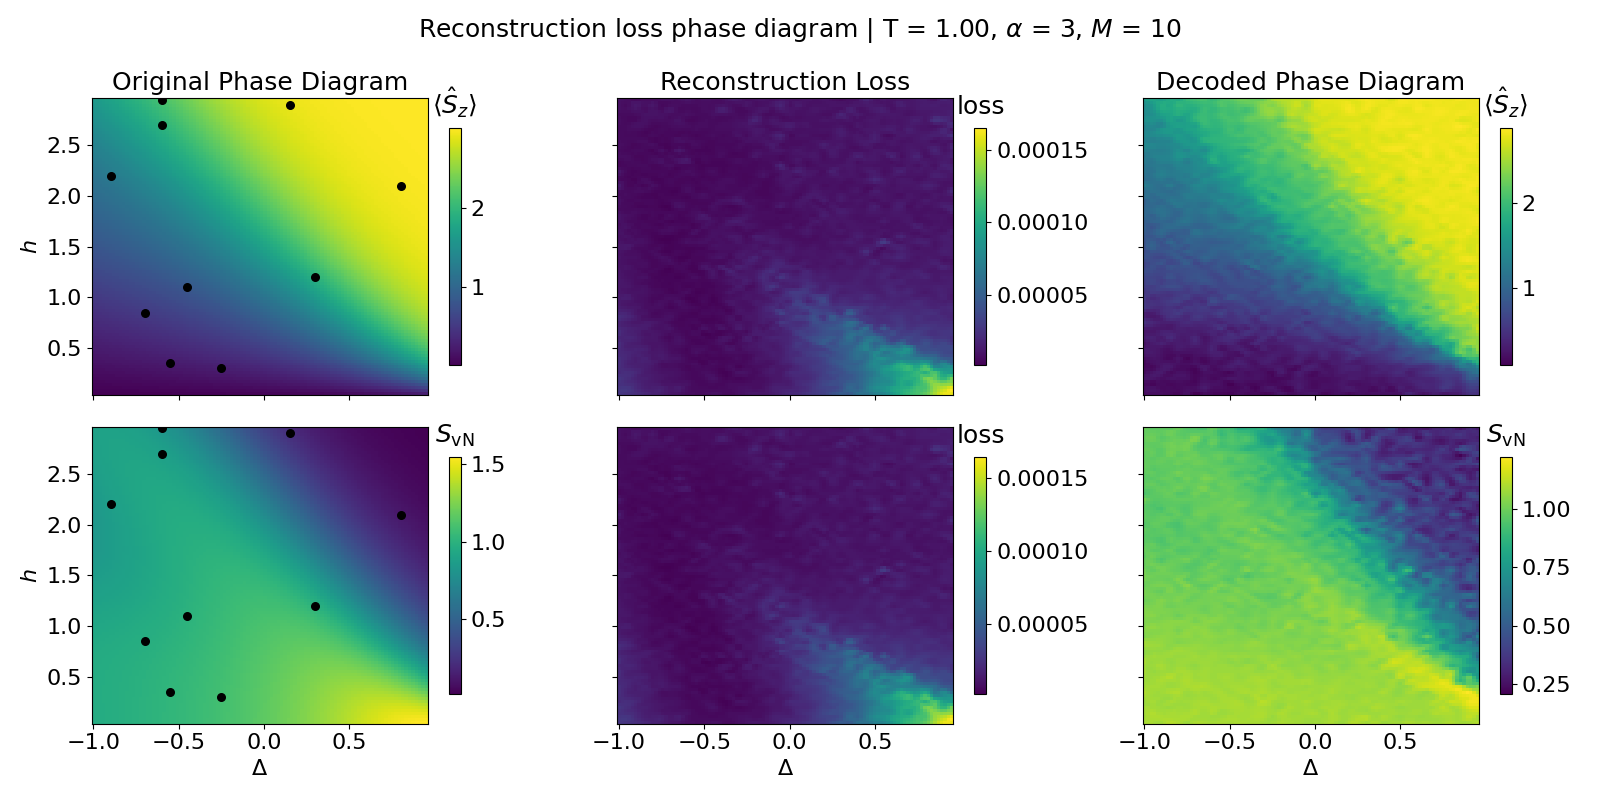 Reconstruction loss phase diagram | T = 1.00, α = 3, M = 10
Original Phase Diagram
⟨Ŝz⟩
Reconstruction Loss
loss
Decoded Phase Diagram
⟨Ŝz⟩
h
2.5
2.0
1.5
1.0
0.5
2
1
0.00015
0.00010
0.00005
2
1
SvN
loss
SvN
h
2.5
2.0
1.5
1.0
0.5
1.5
1.0
0.5
0.00015
0.00010
0.00005
1.00
0.75
0.50
0.25
−1.0 −0.5 0.0 0.5
Δ
−1.0 −0.5 0.0 0.5
Δ
−1.0 −0.5 0.0 0.5
Δ